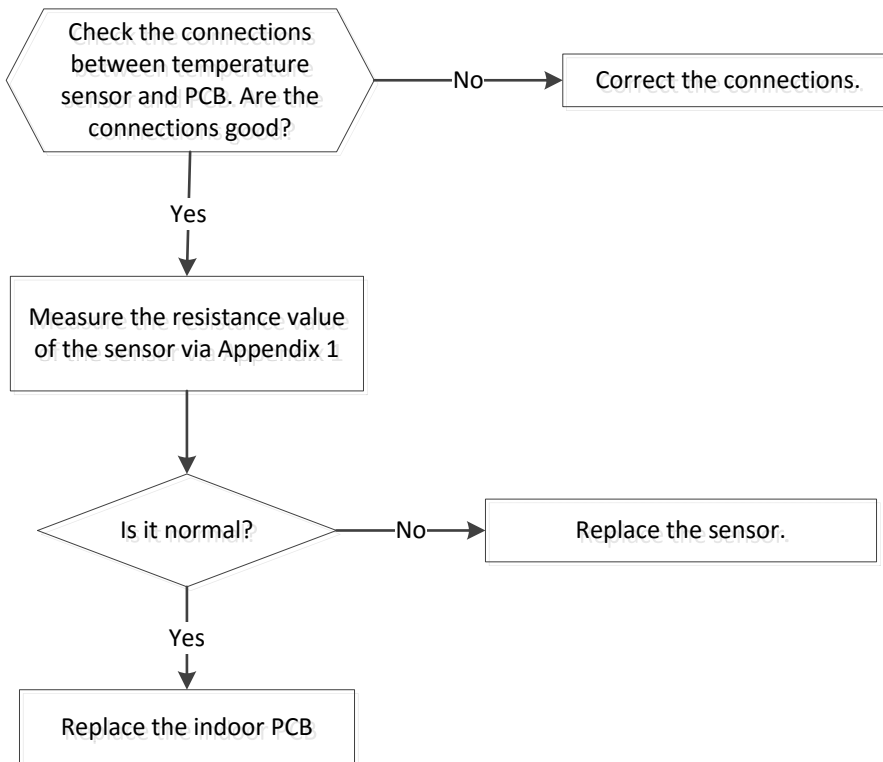 Check the connections
between temperature
sensor and PCB. Are the
connections good?
No
Correct the connections.
Yes
Measure the resistance value
of the sensor via Appendix 1
Is it normal?
No
Replace the sensor.
Yes
Replace the indoor PCB